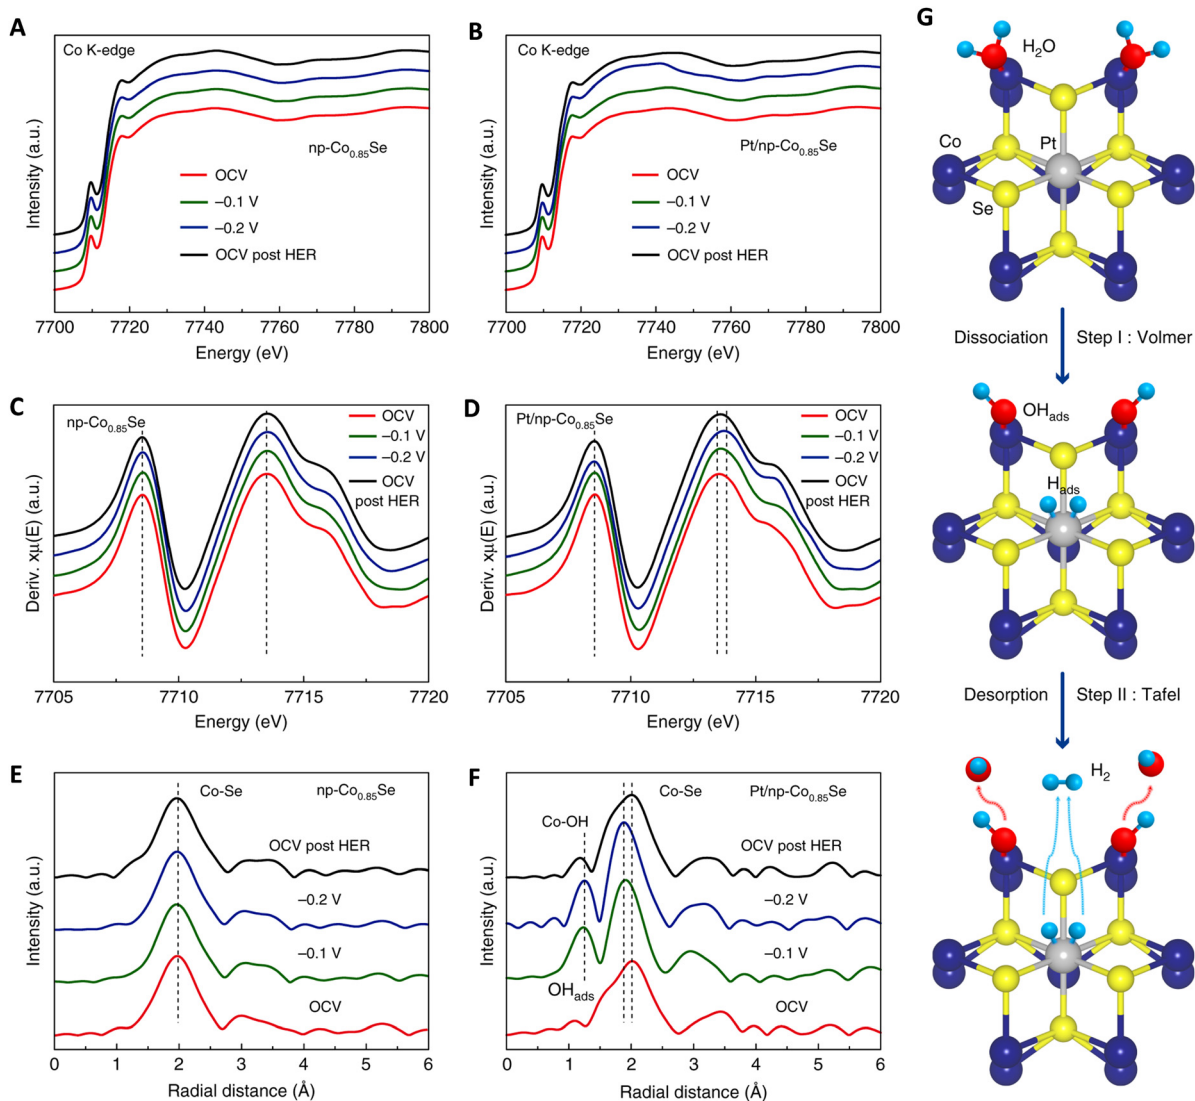 A
Co K-edge
np-Co₀.₈₅Se
OCV
–0.1 V
–0.2 V
OCV post HER
Intensity (a.u.)
7700 7720 7740 7760 7780 7800
Energy (eV)
B
Co K-edge
Pt/np-Co₀.₈₅Se
OCV
–0.1 V
–0.2 V
OCV post HER
Intensity (a.u.)
7700 7720 7740 7760 7780 7800
Energy (eV)
C
np-Co₀.₈₅Se
OCV
–0.1 V
–0.2 V
OCV
post HER
Deriv. xμ(E)
7705 7710 7715 7720
Energy (eV)
D
Pt/np-Co₀.₈₅Se
OCV
–0.1 V
–0.2 V
OCV
post HER
Deriv. xμ(E)
7705 7710 7715 7720
Energy (eV)
E
Co-Se
np-Co₀.₈₅Se
OCV post HER
–0.2 V
–0.1 V
OCV
Intensity (a.u.)
0 1 2 3 4 5 6
Radial distance (Å)
F
Co-Se
Pt/np-Co₀.₈₅Se
Co-OH
OCV post HER
–0.2 V
–0.1 V
OHads
OCV
Intensity (a.u.)
0 1 2 3 4 5 6
Radial distance (Å)
G
H₂O
Co
Pt
Se
Dissociation
Step I : Volmer
OHads
Hads
Desorption
Step II : Tafel
H₂